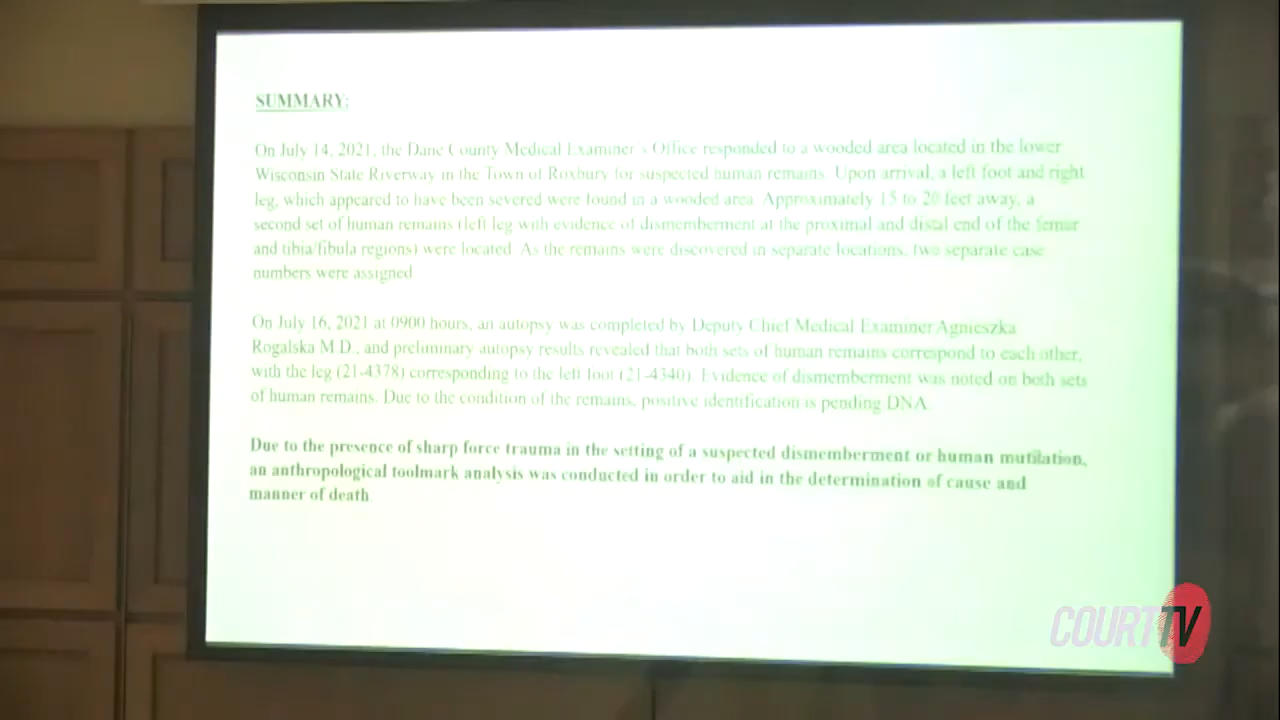 SUMMARY:
On July 14, 2021, the Dane County Medical Examiner's Office responded to a wooded area located in the lower
Wisconsin State Riverway in the Town of Roxbury for suspected human remains. Upon arrival, a left foot and right
leg, which appeared to have been severed were found in a wooded area. Approximately 15 to 20 feet away, a
second set of human remains (left leg with evidence of dismemberment at the proximal and distal end of the femur
and tibia/fibula regions) were located. As the remains were discovered in separate locations, two separate case
numbers were assigned.
On July 16, 2021 at 0900 hours, an autopsy was completed by Deputy Chief Medical Examiner Agnieszka
Rogalska M.D., and preliminary autopsy results revealed that both sets of human remains correspond to each other,
with the leg (21-4378) corresponding to the left foot (21-4340). Evidence of dismemberment was noted on both sets
of human remains. Due to the condition of the remains, positive identification is pending DNA.
Due to the presence of sharp force trauma in the setting of a suspected dismemberment or human mutilation,
an anthropological toolmark analysis was conducted in order to aid in the determination of cause and
manner of death.
COURT TV